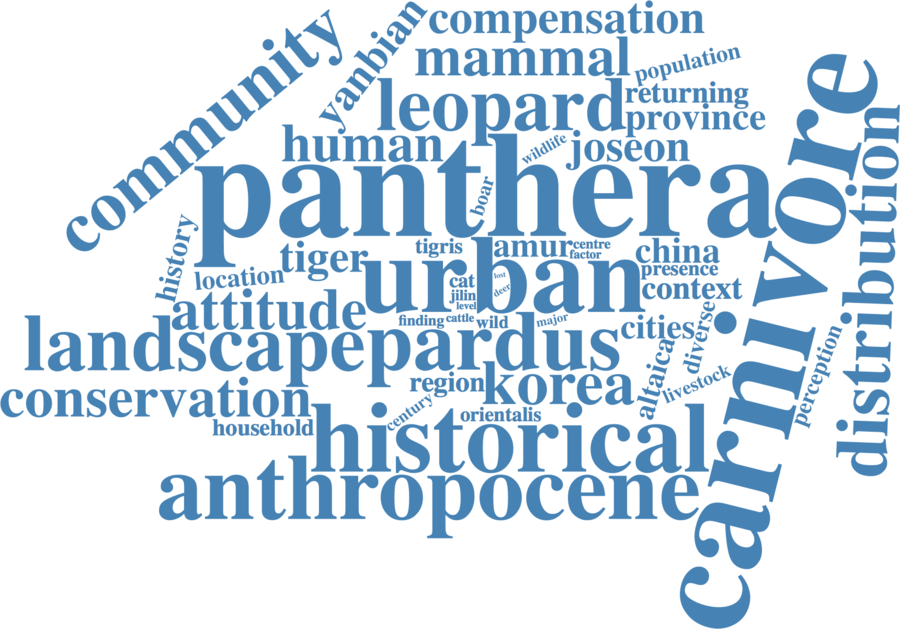 compensation
community
yanbian
mammal
population
leopard
returning
province
carnivore
human
wildlife
joseon
distribution
panthera
boar
history
tigris
amur
centre
factor
china
tiger
urban
location
cat
lost
presence
jilin
deer
context
level
attitude
finding
cattle
wild
major
cities
diverse
landscape
pardus
altaica
perception
region
korea
livestock
conservation
century
orientalis
household
historical
anthropocene